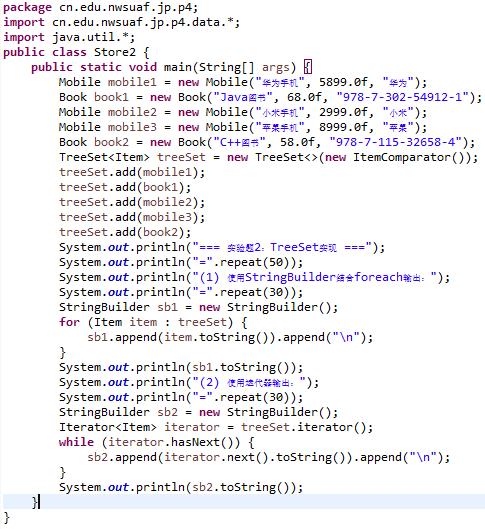 package cn.edu.nwsuaf.jp.p4;
import cn.edu.nwsuaf.jp.p4.data.*;
import java.util.*;
public class Store2 {
    public static void main(String[] args) {
        Mobile mobile1 = new Mobile("华为手机", 5899.0f, "华为");
        Book book1 = new Book("Java图书", 68.0f, "978-7-302-54912-1");
        Mobile mobile2 = new Mobile("小米手机", 2999.0f, "小米");
        Mobile mobile3 = new Mobile("苹果手机", 8999.0f, "苹果");
        Book book2 = new Book("C++图书", 58.0f, "978-7-115-32658-4");
        TreeSet<Item> treeSet = new TreeSet<>(new ItemComparator());
        treeSet.add(mobile1);
        treeSet.add(book1);
        treeSet.add(mobile2);
        treeSet.add(mobile3);
        treeSet.add(book2);
        System.out.println("=== 实验题2：TreeSet实现 ===");
        System.out.println("=".repeat(50));
        System.out.println("(1) 使用StringBuilder结合foreach输出：");
        System.out.println("=".repeat(30));
        StringBuilder sb1 = new StringBuilder();
        for (Item item : treeSet) {
            sb1.append(item.toString()).append("\n");
        }
        System.out.println(sb1.toString());
        System.out.println("(2) 使用迭代器输出：");
        System.out.println("=".repeat(30));
        StringBuilder sb2 = new StringBuilder();
        Iterator<Item> iterator = treeSet.iterator();
        while (iterator.hasNext()) {
            sb2.append(iterator.next().toString()).append("\n");
        }
        System.out.println(sb2.toString());
    }
}